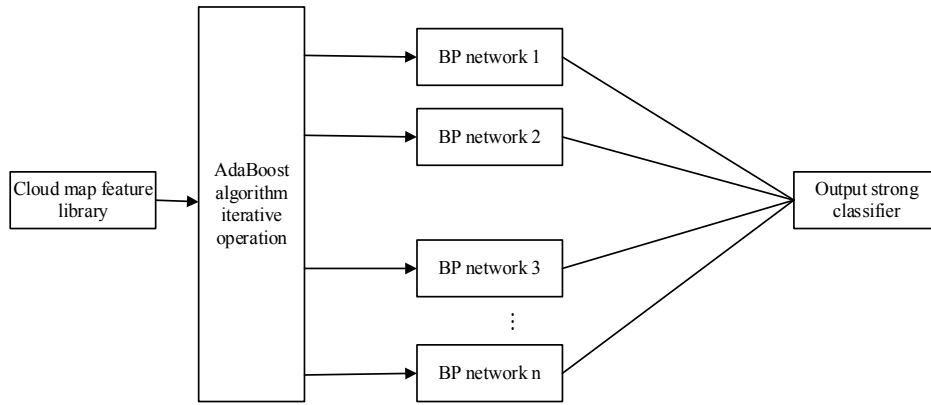 Cloud map feature
library
AdaBoost
algorithm
iterative
operation
BP network 1
BP network 2
BP network 3
⋮
BP network n
Output strong
classifier